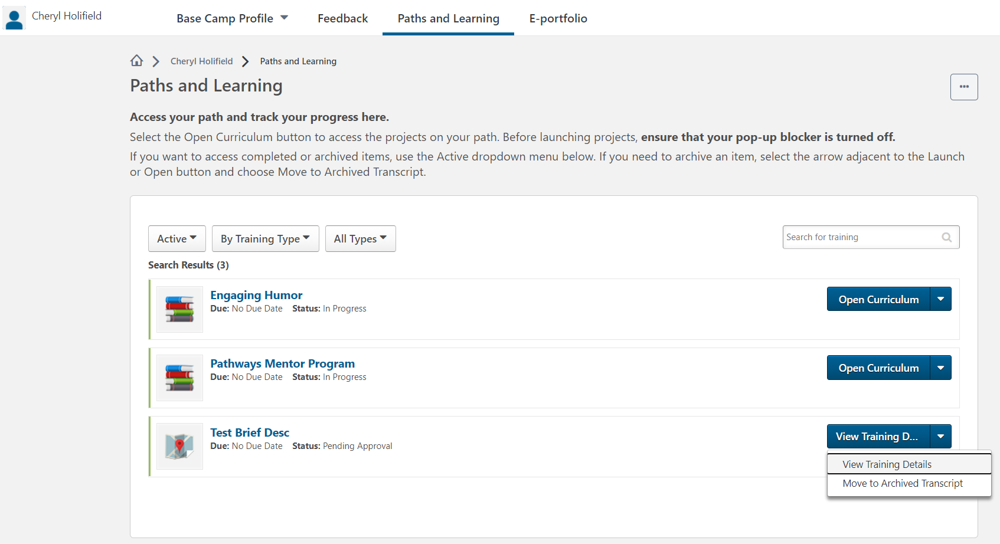 Cheryl Holifield
Base Camp Profile
Feedback
Paths and Learning
E-portfolio
Cheryl Holifield
Paths and Learning
Paths and Learning
Access your path and track your progress here.
Select the Open Curriculum button to access the projects on your path. Before launching projects, ensure that your pop-up blocker is turned off.
If you want to access completed or archived items, use the Active dropdown menu below. If you need to archive an item, select the arrow adjacent to the Launch
or Open button and choose Move to Archived Transcript.
Active
By Training Type
All Types
Search for training
Search Results (3)
Engaging Humor
Due: No Due Date Status: In Progress
Open Curriculum
Pathways Mentor Program
Due: No Due Date Status: In Progress
Open Curriculum
Test Brief Desc
Due: No Due Date Status: Pending Approval
View Training D...
View Training Details
Move to Archived Transcript